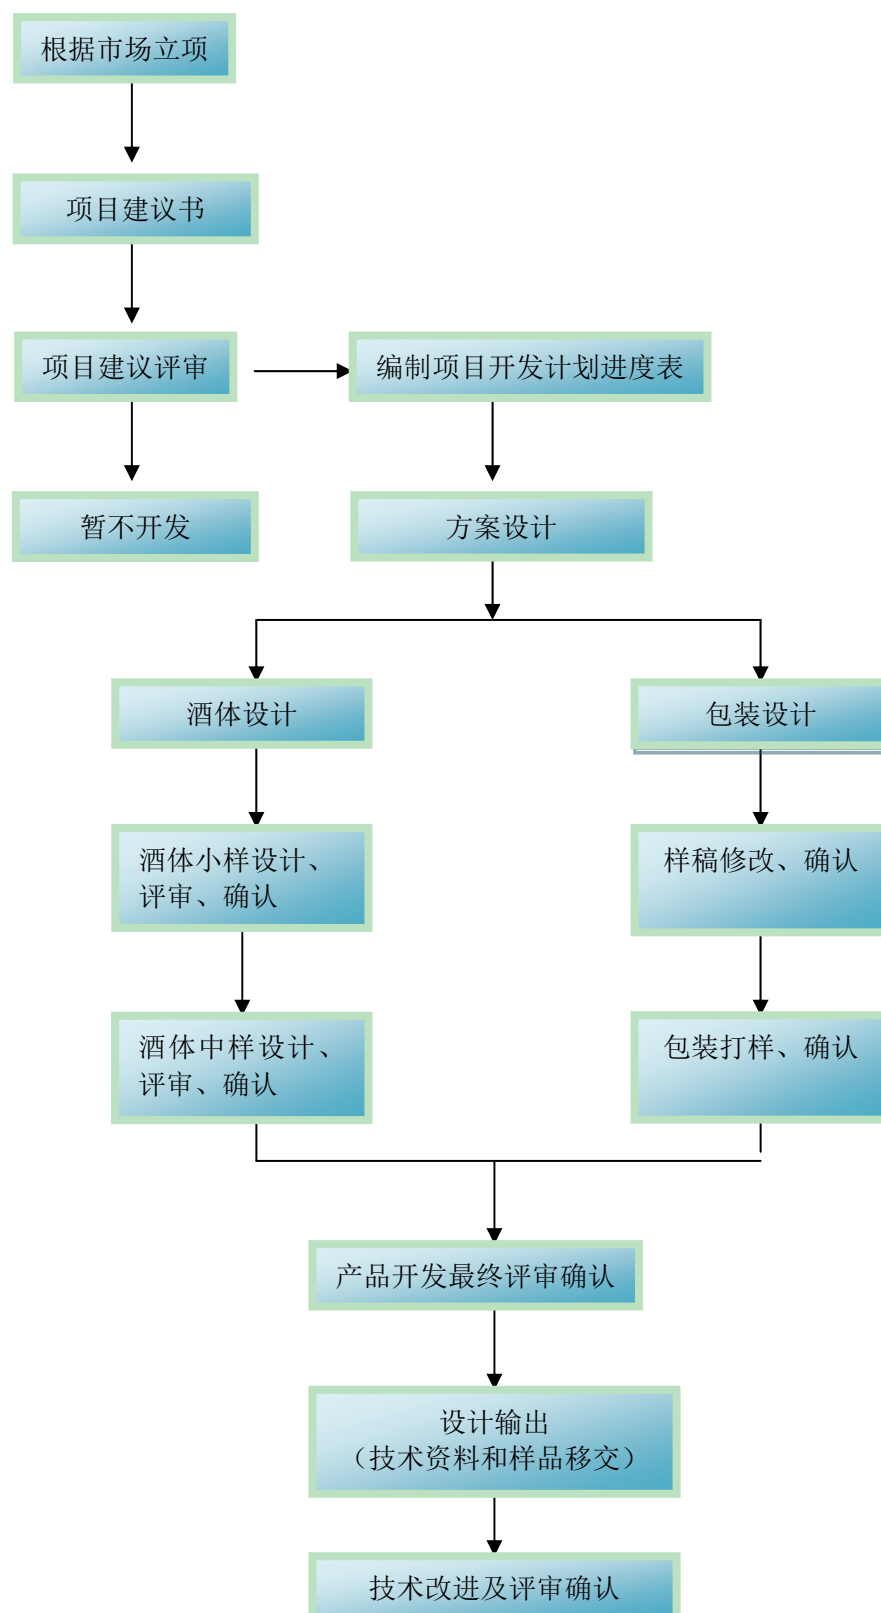 根据市场立项
项目建议书
项目建议评审
编制项目开发计划进度表
暂不开发
方案设计
酒体设计
包装设计
酒体小样设计、
评审、确认
样稿修改、确认
酒体中样设计、
评审、确认
包装打样、确认
产品开发最终评审确认
设计输出
（技术资料和样品移交）
技术改进及评审确认